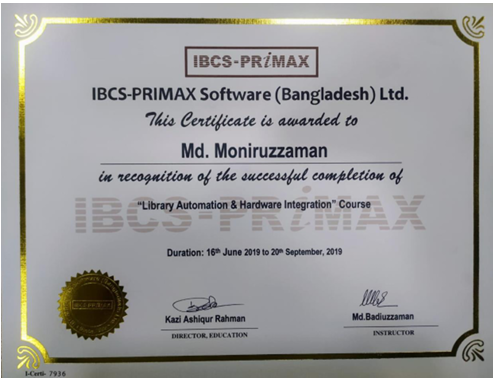 IBCS-PRiMAX
IBCS-PRIMAX Software (Bangladesh) Ltd.
This Certificate is awarded to
Md. Moniruzzaman
in recognition of the successful completion of
"Library Automation & Hardware Integration" Course
IBCS-PRiMAX
Duration: 16th June 2019 to 20th September, 2019
IBCS-PRiMAX
Kazi Ashiqur Rahman
DIRECTOR, EDUCATION
Md.Badiuzzaman
INSTRUCTOR
I-Certi- 7936